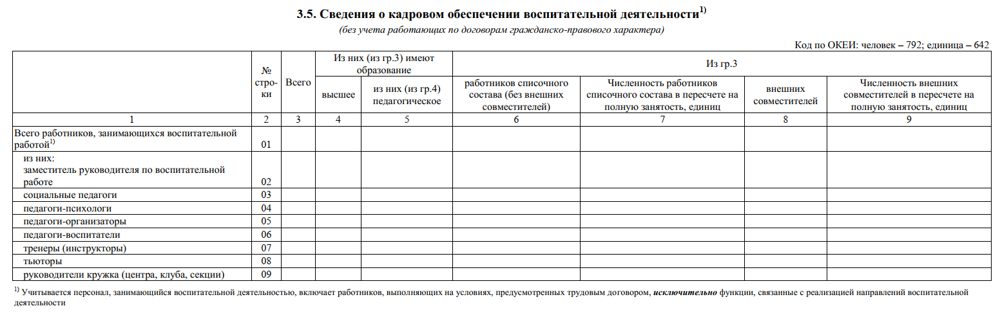 3.5. Сведения о кадровом обеспечении воспитательной деятельности1)
(без учета работающих по договорам гражданско-правового характера)
Код по ОКЕИ: человек – 792; единица – 642
№ стро-ки
Всего
Из них (из гр.3) имеют образование
Из гр.3
высшее
из них (из гр.4) педагогическое
работников списочного состава (без внешних совместителей)
Численность работников списочного состава в пересчете на полную занятость, единиц
внешних совместителей
Численность внешних совместителей в пересчете на полную занятость, единиц
1 2 3 4 5 6 7 8 9
Всего работников, занимающихся воспитательной
работой1) 01
из них:
заместитель руководителя по воспитательной
работе 02
социальные педагоги 03
педагоги-психологи 04
педагоги-организаторы 05
педагоги-воспитатели 06
тренеры (инструкторы) 07
тьюторы 08
руководители кружка (центра, клуба, секции) 09
1) Учитывается персонал, занимающийся воспитательной деятельностью, включает работников, выполняющих на условиях, предусмотренных трудовым договором, исключительно функции, связанные с реализацией направлений воспитательной
деятельности